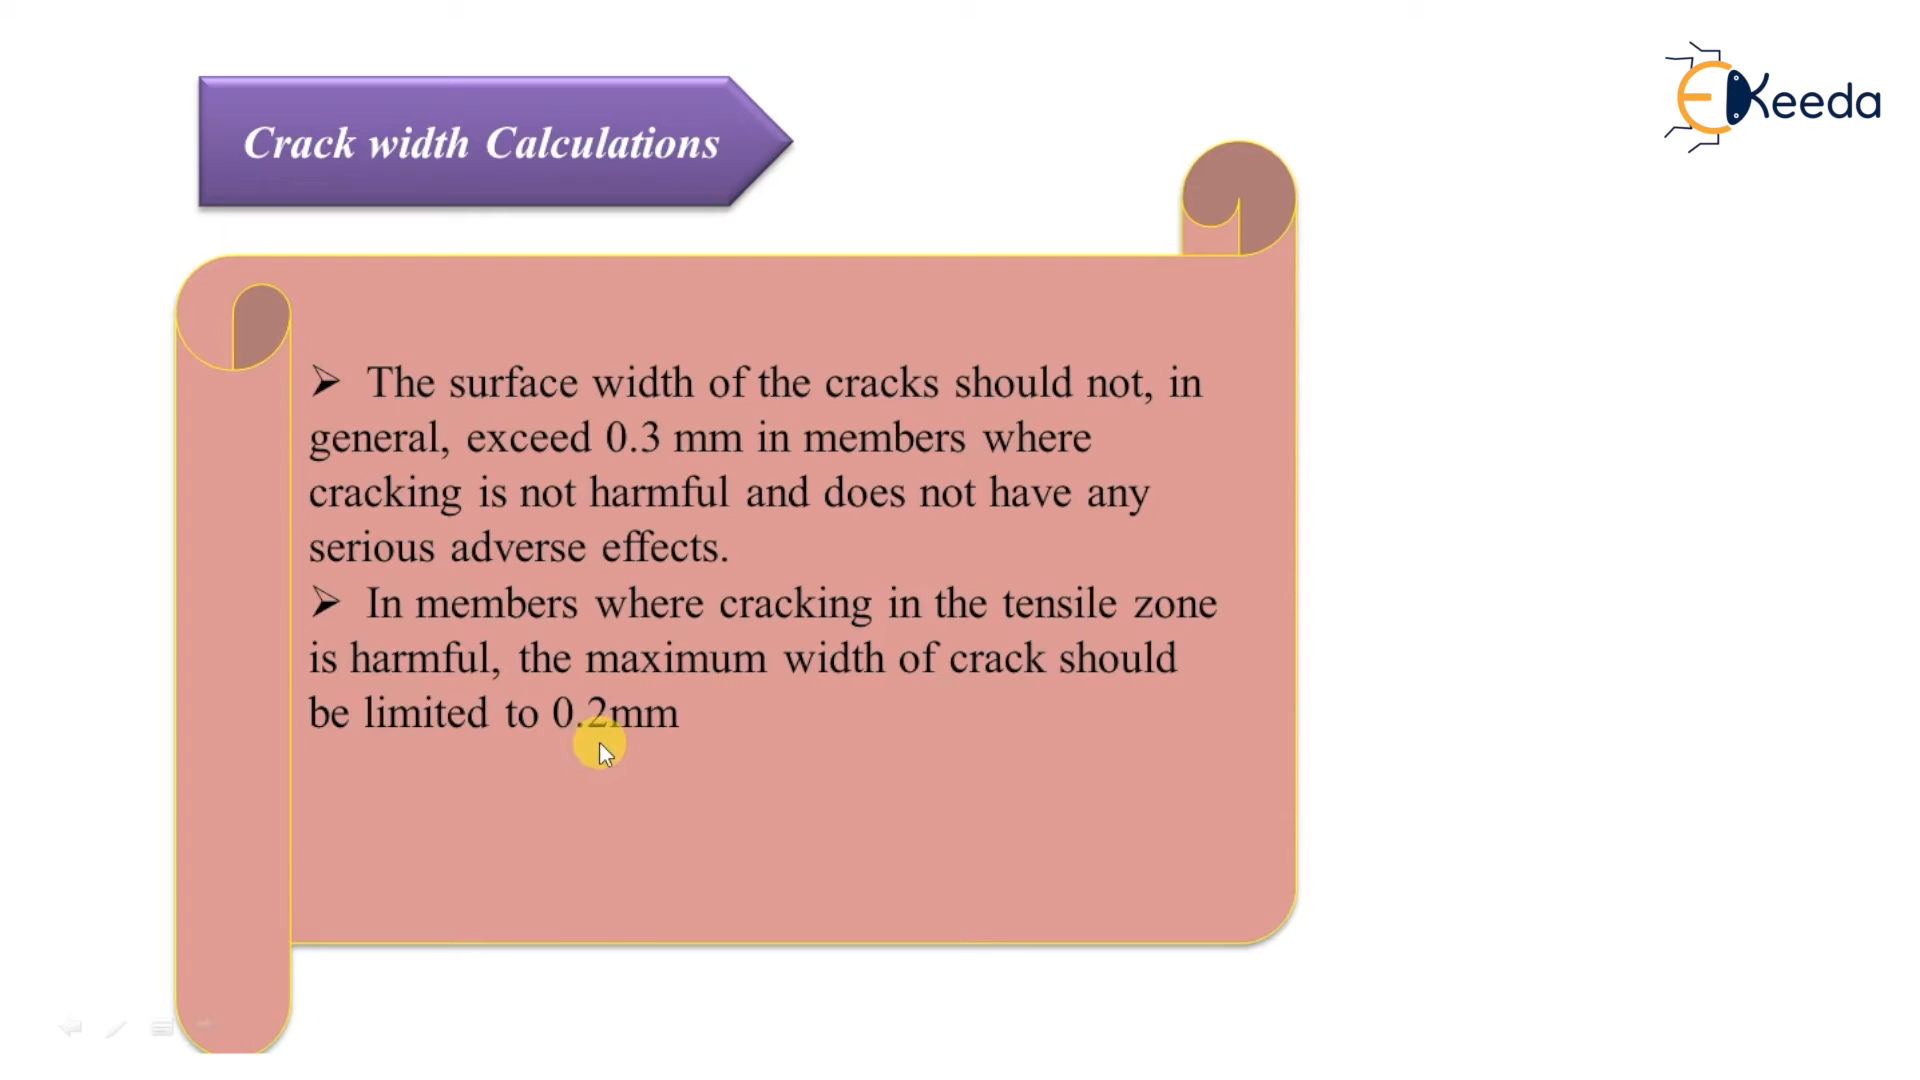 Crack width Calculations
EKeeda
➢ The surface width of the cracks should not, in
general, exceed 0.3 mm in members where
cracking is not harmful and does not have any
serious adverse effects.
➢ In members where cracking in the tensile zone
is harmful, the maximum width of crack should
be limited to 0.2mm